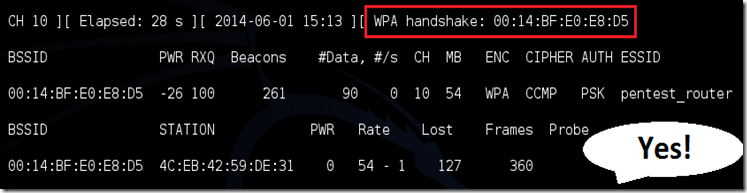 CH 10 ][ Elapsed: 28 s ][ 2014-06-01 15:13 ][ WPA handshake: 00:14:BF:E0:E8:D5
BSSID PWR RXQ Beacons #Data, #/s CH MB ENC CIPHER AUTH ESSID
00:14:BF:E0:E8:D5 -26 100 261 90 0 10 54 WPA CCMP PSK pentest_router
BSSID STATION PWR Rate Lost Frames Probe
00:14:BF:E0:E8:D5 4C:EB:42:59:DE:31 0 54 - 1 127 360
Yes!